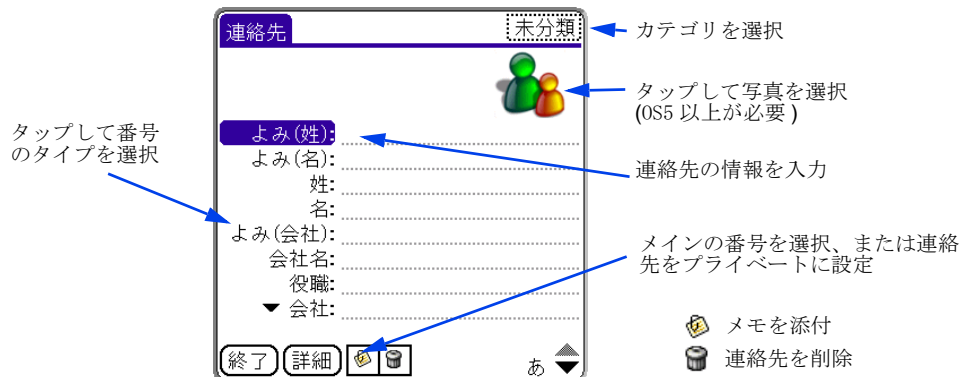 連絡先
未分類
カテゴリを選択
タップして写真を選択
(OS5 以上が必要)
タップして番号
のタイプを選択
よみ(姓):
よみ(名):
姓:
名:
よみ(会社):
会社名:
役職:
▼ 会社:
連絡先の情報を入力
メインの番号を選択、または連絡
先をプライベートに設定
メモを添付
連絡先を削除
終了
詳細
あ